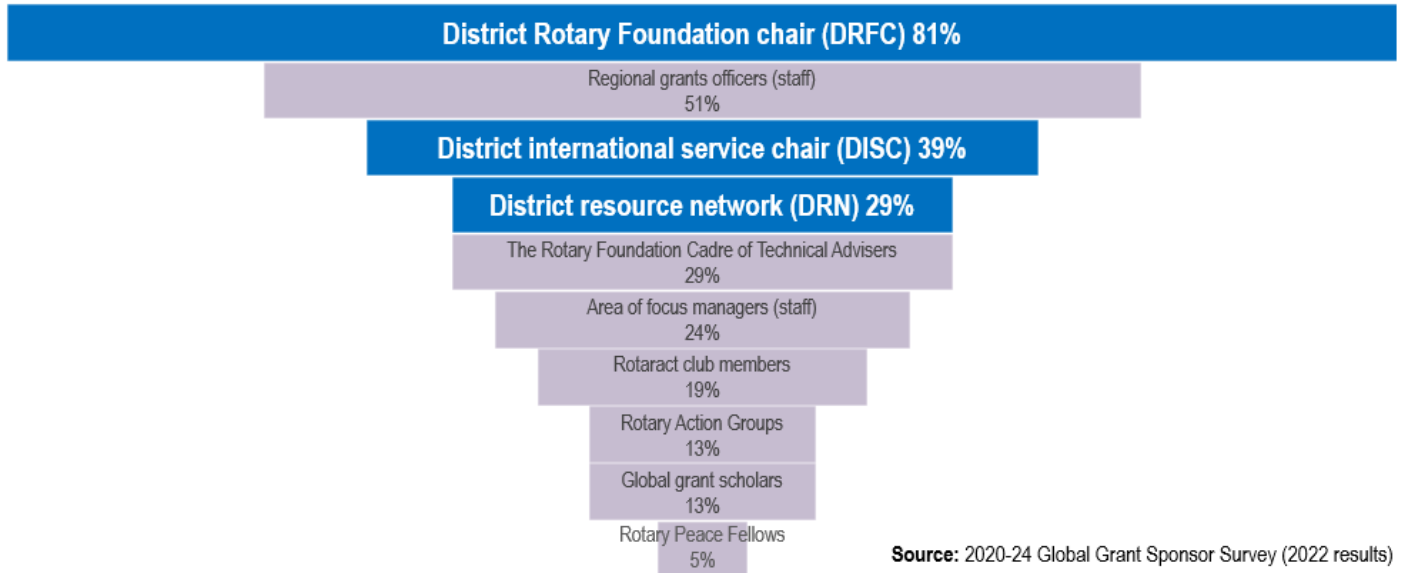 District Rotary Foundation chair (DRFC) 81%
Regional grants officers (staff)
51%
District international service chair (DISC) 39%
District resource network (DRN) 29%
The Rotary Foundation Cadre of Technical Advisers
29%
Area of focus managers (staff)
24%
Rotaract club members
19%
Rotary Action Groups
13%
Global grant scholars
13%
Rotary Peace Fellows
5%
Source: 2020-24 Global Grant Sponsor Survey (2022 results)